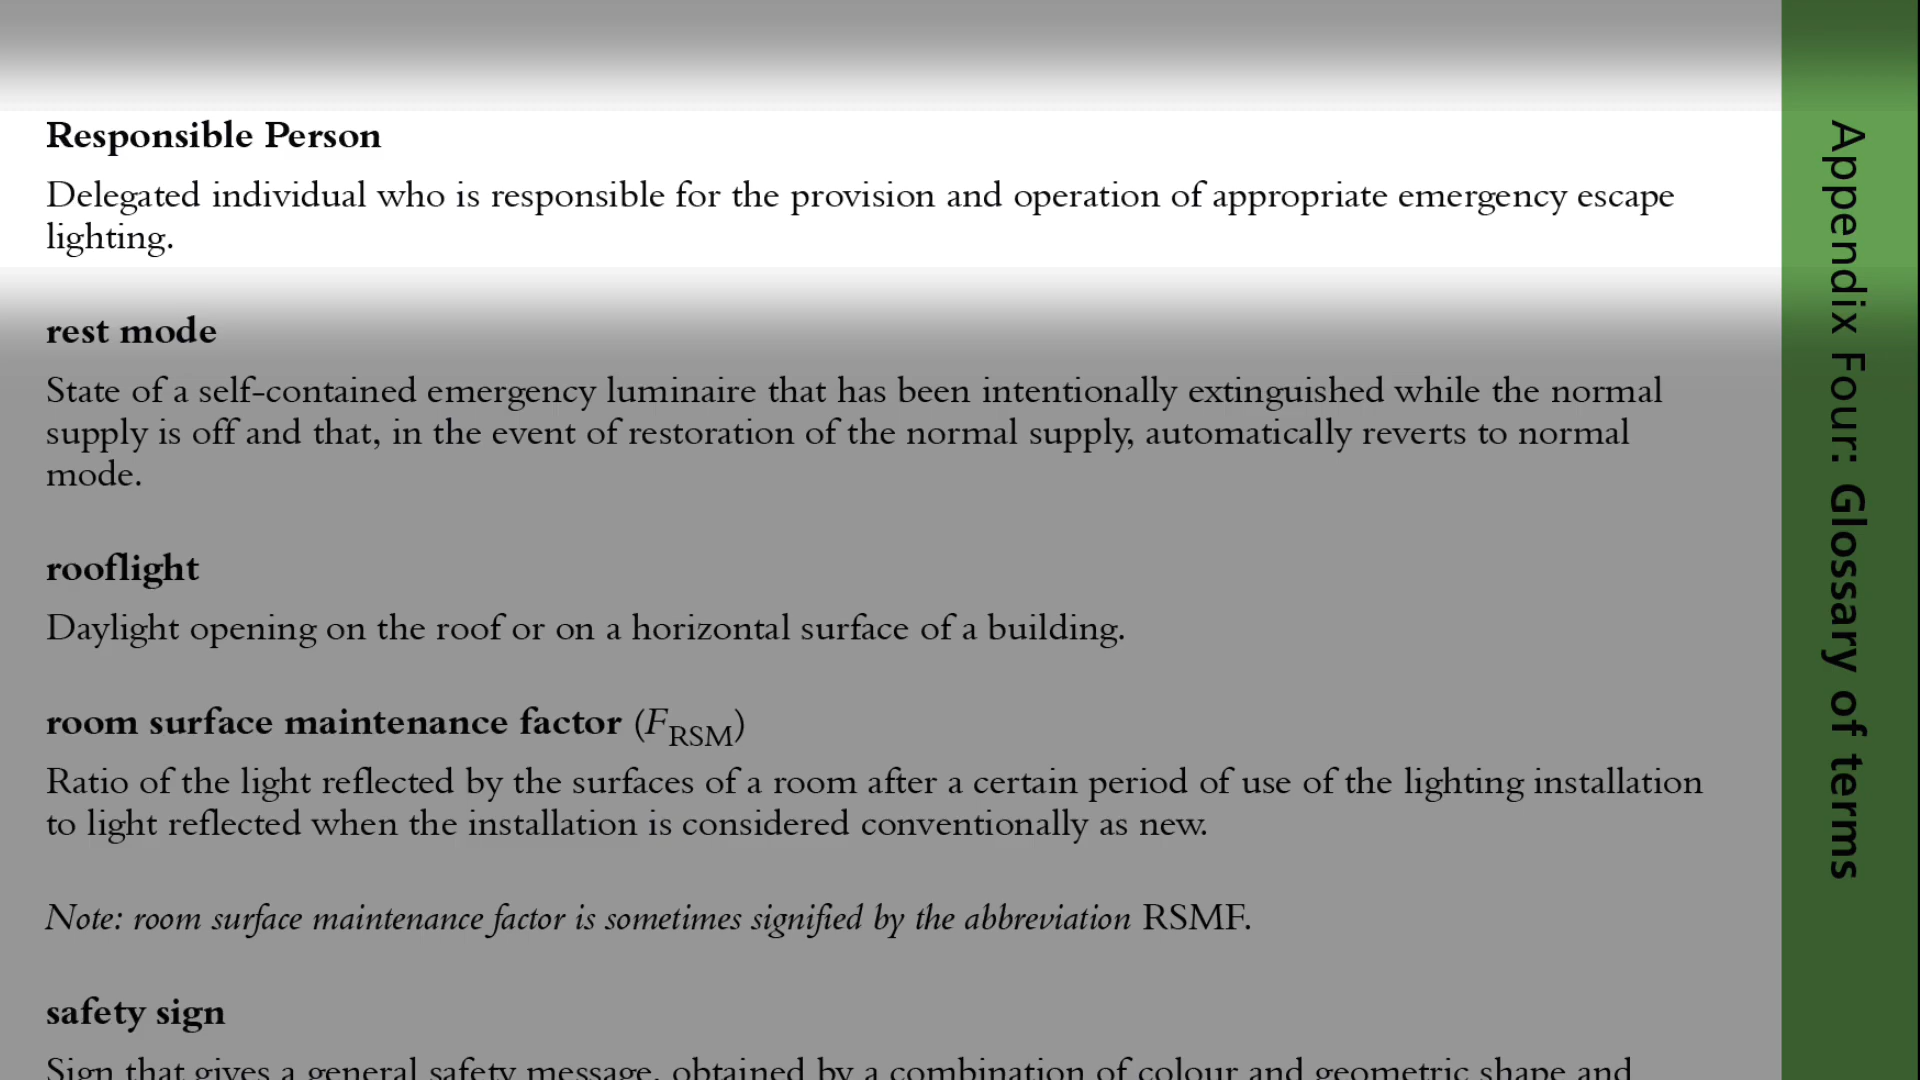 Responsible Person
Delegated individual who is responsible for the provision and operation of appropriate emergency escape
lighting.
rest mode
State of a self-contained emergency luminaire that has been intentionally extinguished while the normal
supply is off and that, in the event of restoration of the normal supply, automatically reverts to normal
mode.
rooflight
Daylight opening on the roof or on a horizontal surface of a building.
room surface maintenance factor (F_RSM)
Ratio of the light reflected by the surfaces of a room after a certain period of use of the lighting installation
to light reflected when the installation is considered conventionally as new.
Note: room surface maintenance factor is sometimes signified by the abbreviation RSMF.
safety sign
Sign that gives a general safety message, obtained by a combination of colour and geometric shape and
Appendix Four: Glossary of terms